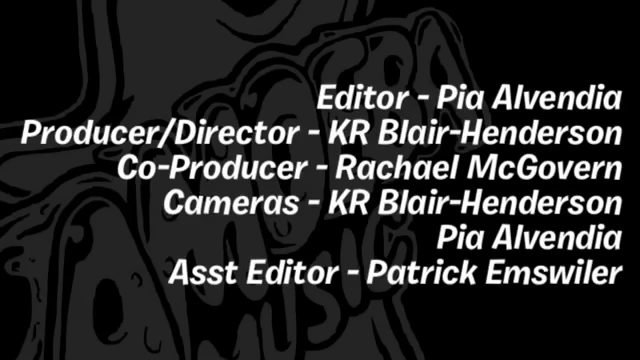 Editor - Pia Alvendia
Producer/Director - KR Blair-Henderson
Co-Producer - Rachael McGovern
Cameras - KR Blair-Henderson
Pia Alvendia
Asst Editor - Patrick Emswiler